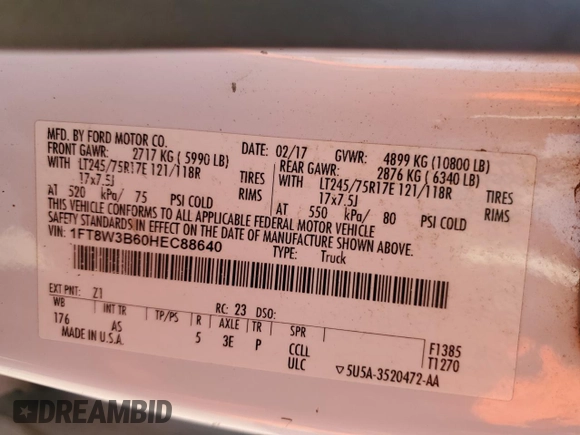 MFD. BY FORD MOTOR CO.
DATE: 02/17 GVWR: 4899 KG (10800 LB)
FRONT GAWR: 2717 KG ( 5990 LB) REAR GAWR: 2876 KG ( 6340 LB)
WITH LT245/75R17E 121/118R TIRES WITH LT245/75R17E 121/118R TIRES
17x7.5J RIMS 17x7.5J RIMS
AT 520 kPa/ 75 PSI COLD AT 550 kPa/ 80 PSI COLD
THIS VEHICLE CONFORMS TO ALL APPLICABLE FEDERAL MOTOR VEHICLE
SAFETY STANDARDS IN EFFECT ON THE DATE OF MANUFACTURE SHOWN ABOVE.
VIN: 1FT8W3B60HEC88640
TYPE: Truck
EXT PNT: Z1 RC: 23 DSO:
WB INT TR TP/PS R AXLE TR SPR
176 AS 5 3E P CCLL
ULC
F1385
T1270
MADE IN U.S.A.
▽5U5A-3520472-AA
DREAMBID